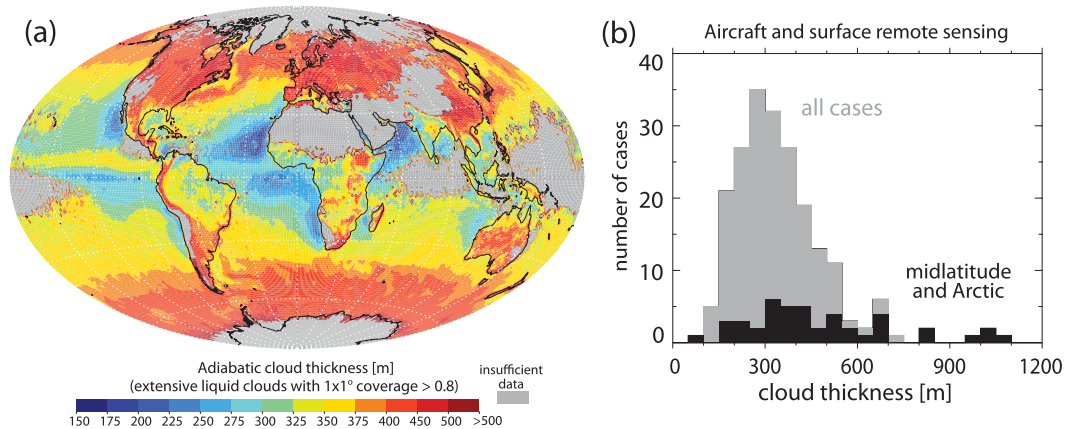 (a)
Adiabatic cloud thickness [m]
(extensive liquid clouds with 1x1° coverage > 0.8)
insufficient
data
150 175 200 225 250 275 325 350 375 400 450 500 >500
(b)
Aircraft and surface remote sensing
40
30
20
10
0
number of cases
all cases
midlatitude
and Arctic
0 300 600 900 1200
cloud thickness [m]